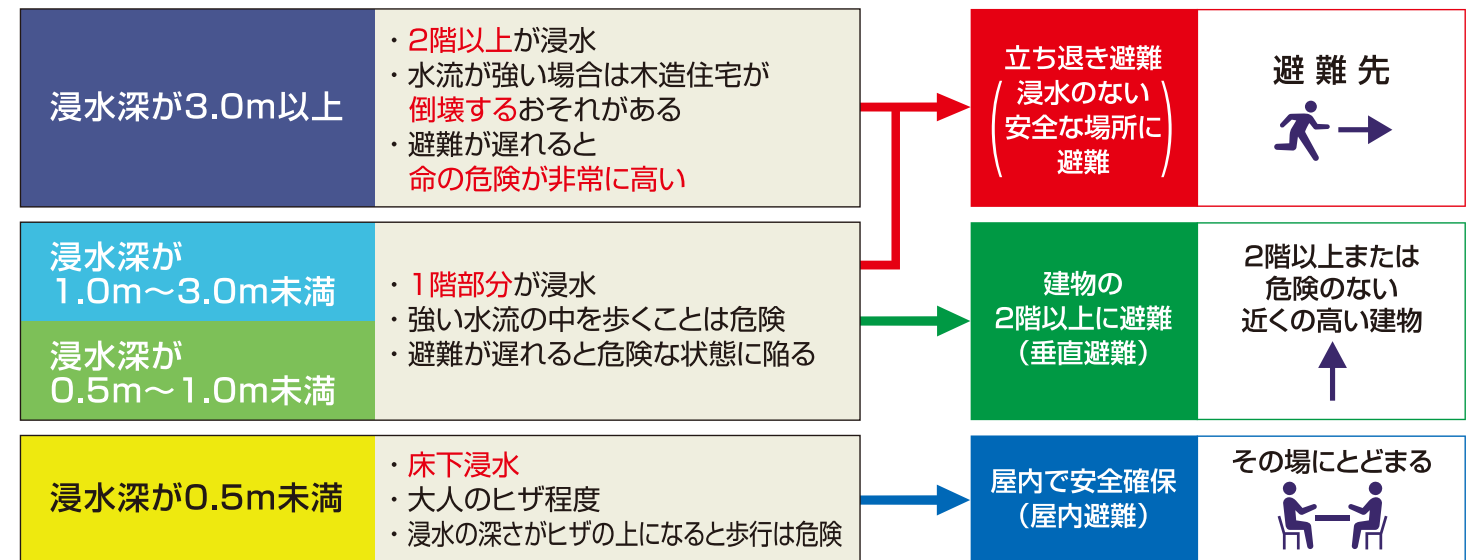 浸水深が3.0m以上
・2階以上が浸水
・水流が強い場合は木造住宅が
倒壊するおそれがある
・避難が遅れると
命の危険が非常に高い
立ち退き避難
(浸水のない
安全な場所に
避難)
避難先
浸水深が
1.0m～3.0m未満
浸水深が
0.5m～1.0m未満
・1階部分が浸水
・強い水流の中を歩くことは危険
・避難が遅れると危険な状態に陥る
建物の
2階以上に避難
(垂直避難)
2階以上または
危険のない
近くの高い建物
浸水深が0.5m未満
・床下浸水
・大人のヒザ程度
・浸水の深さがヒザの上になると歩行は危険
屋内で安全確保
(屋内避難)
その場にとどまる